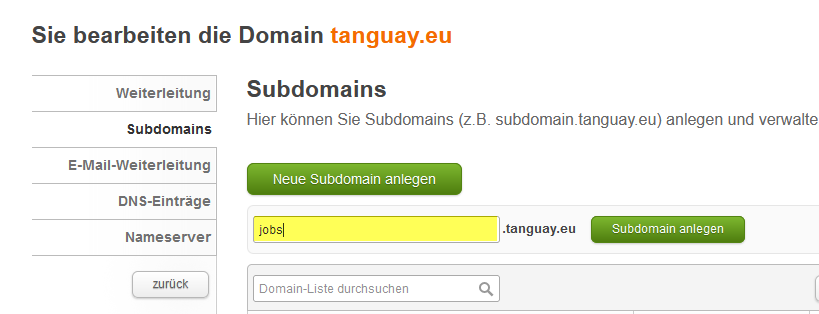 Sie bearbeiten die Domain tanguay.eu
Weiterleitung
Subdomains
E-Mail-Weiterleitung
DNS-Einträge
Nameserver
zurück
Subdomains
Hier können Sie Subdomains (z.B. subdomain.tanguay.eu) anlegen und verwalte
Neue Subdomain anlegen
jobs .tanguay.eu Subdomain anlegen
Domain-Liste durchsuchen